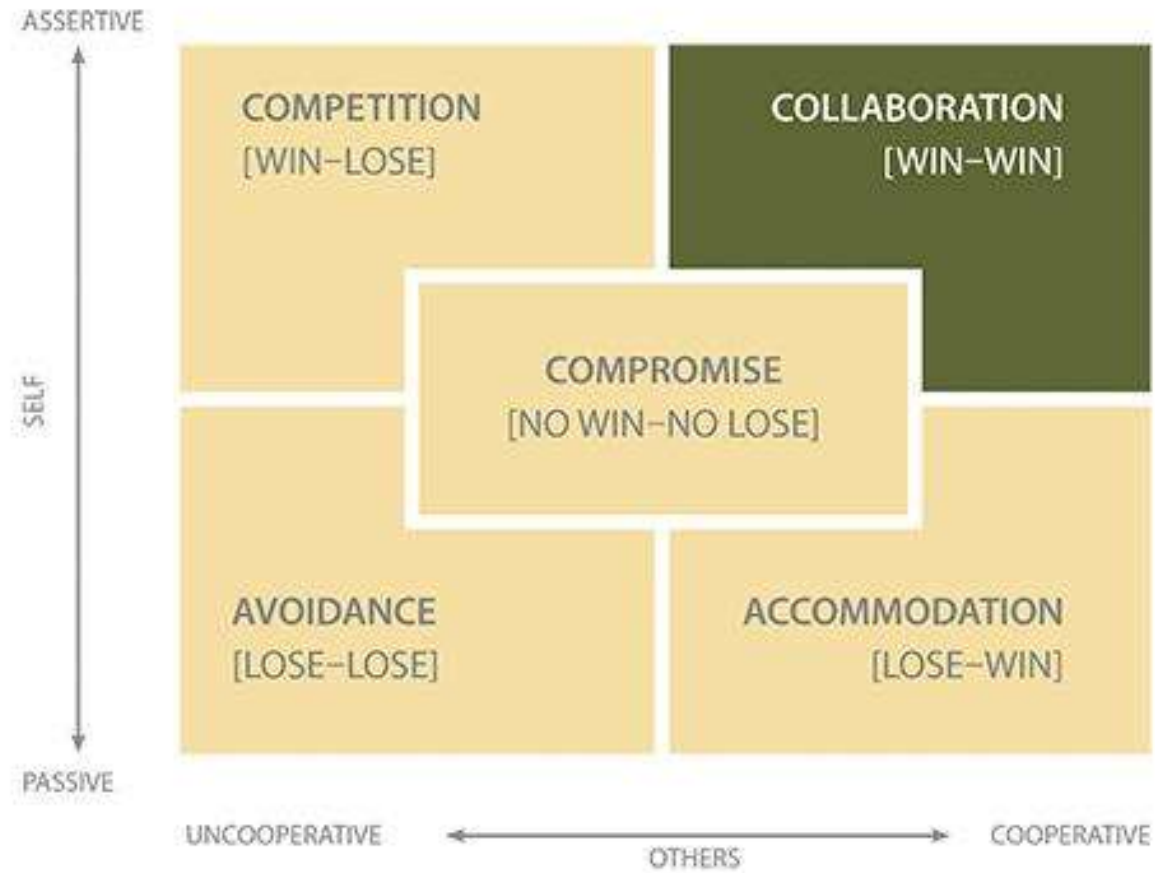 ASSERTIVE
COMPETITION
[WIN–LOSE]
COLLABORATION
[WIN–WIN]
SELF
COMPROMISE
[NO WIN–NO LOSE]
AVOIDANCE
[LOSE–LOSE]
ACCOMMODATION
[LOSE–WIN]
PASSIVE
UNCOOPERATIVE
OTHERS
COOPERATIVE